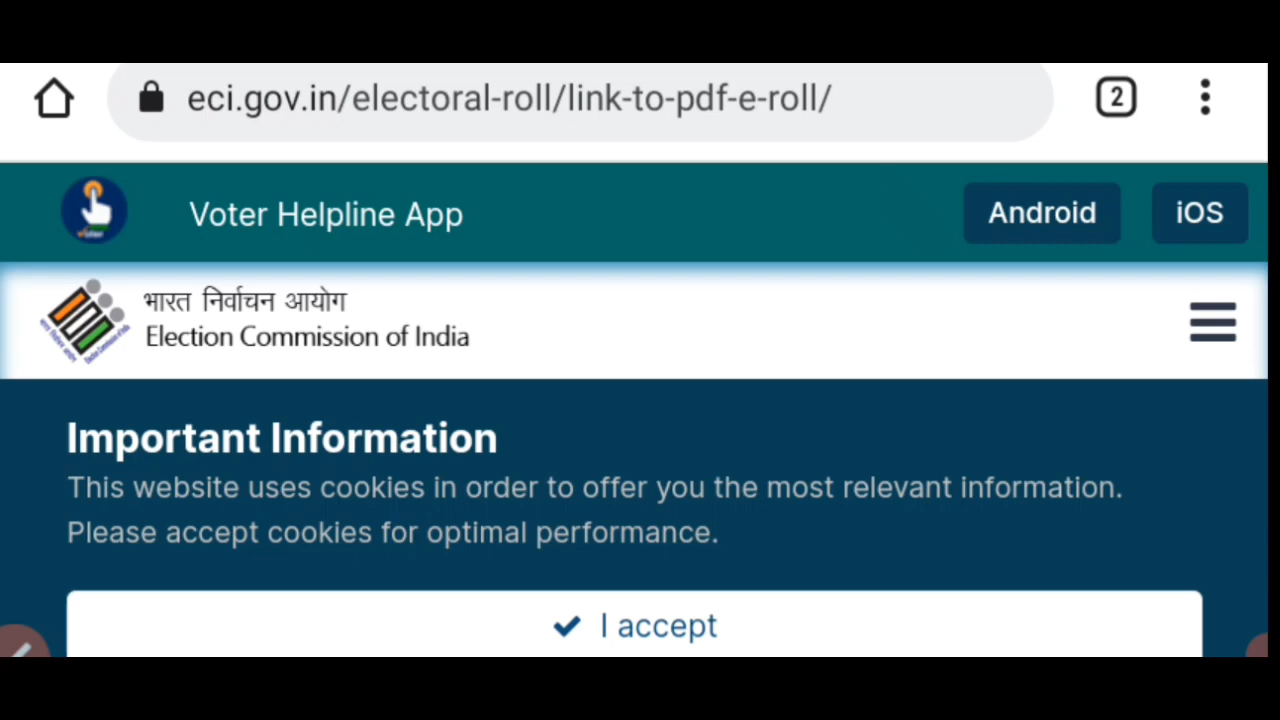 eci.gov.in/electoral-roll/link-to-pdf-e-roll/
2
Voter Helpline App
Android
iOS
भारत निर्वाचन आयोग
Election Commission of India
Important Information
This website uses cookies in order to offer you the most relevant information.
Please accept cookies for optimal performance.
I accept